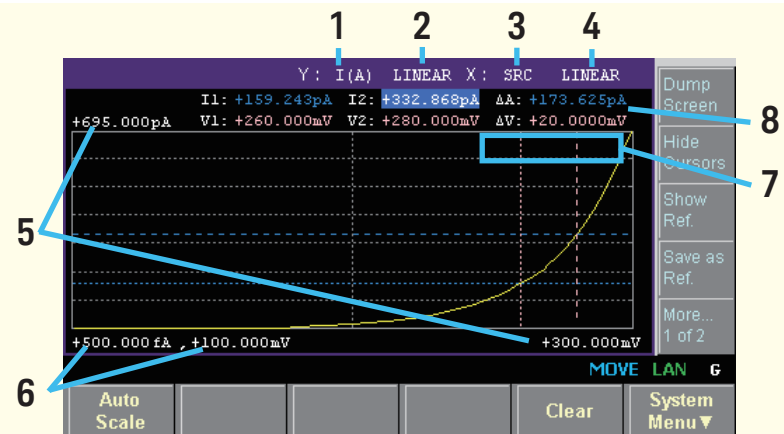 1 2 3 4
Y: I(A) LINEAR X: SRC LINEAR
I1: +159.243pA I2: +332.868pA ΔA: +173.625pA
+695.000pA V1: +260.000mV V2: +280.000mV ΔV: +20.0000mV
8
7
5
6
+500.000 fA , +100.000mV +300.000mV
MOVE LAN G
Dump
Screen
Hide
Cursors
Show
Ref.
Save as
Ref.
More...
1 of 2
Auto
Scale
Clear
System
Menu▼